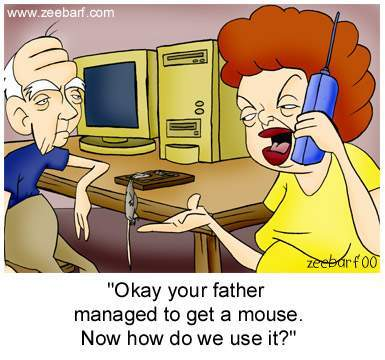 www.zeebarf.com
zeebarf'00
"Okay your father
managed to get a mouse.
Now how do we use it?"